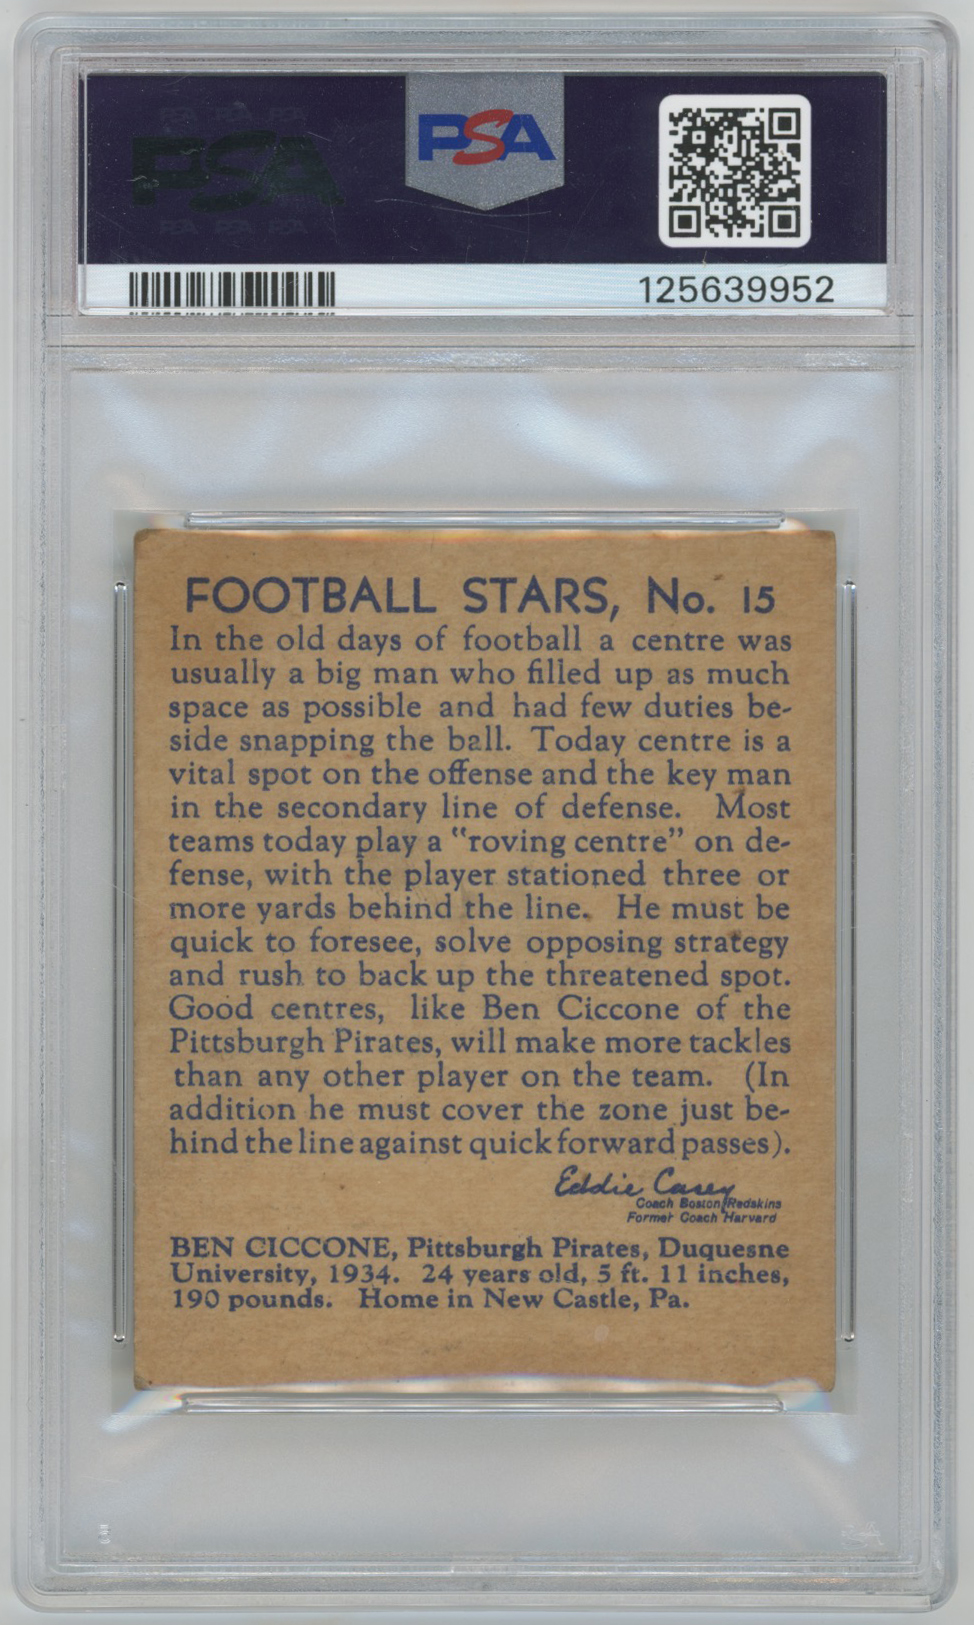 PSA PSA PSA
PSA
PSA PSA PSA
PSA
125639952
FOOTBALL STARS, No. 15
In the old days of football a centre was
usually a big man who filled up as much
space as possible and had few duties be-
side snapping the ball. Today centre is a
vital spot on the offense and the key man
in the secondary line of defense. Most
teams today play a "roving centre" on de-
fense, with the player stationed three or
more yards behind the line. He must be
quick to foresee, solve opposing strategy
and rush to back up the threatened spot.
Good centres, like Ben Ciccone of the
Pittsburgh Pirates, will make more tackles
than any other player on the team. (In
addition he must cover the zone just be-
hind the line against quick forward passes).
Eddie Casey
Coach Boston Redskins
Former Coach Harvard
BEN CICCONE, Pittsburgh Pirates, Duquesne
University, 1934. 24 years old, 5 ft. 11 inches,
190 pounds. Home in New Castle, Pa.